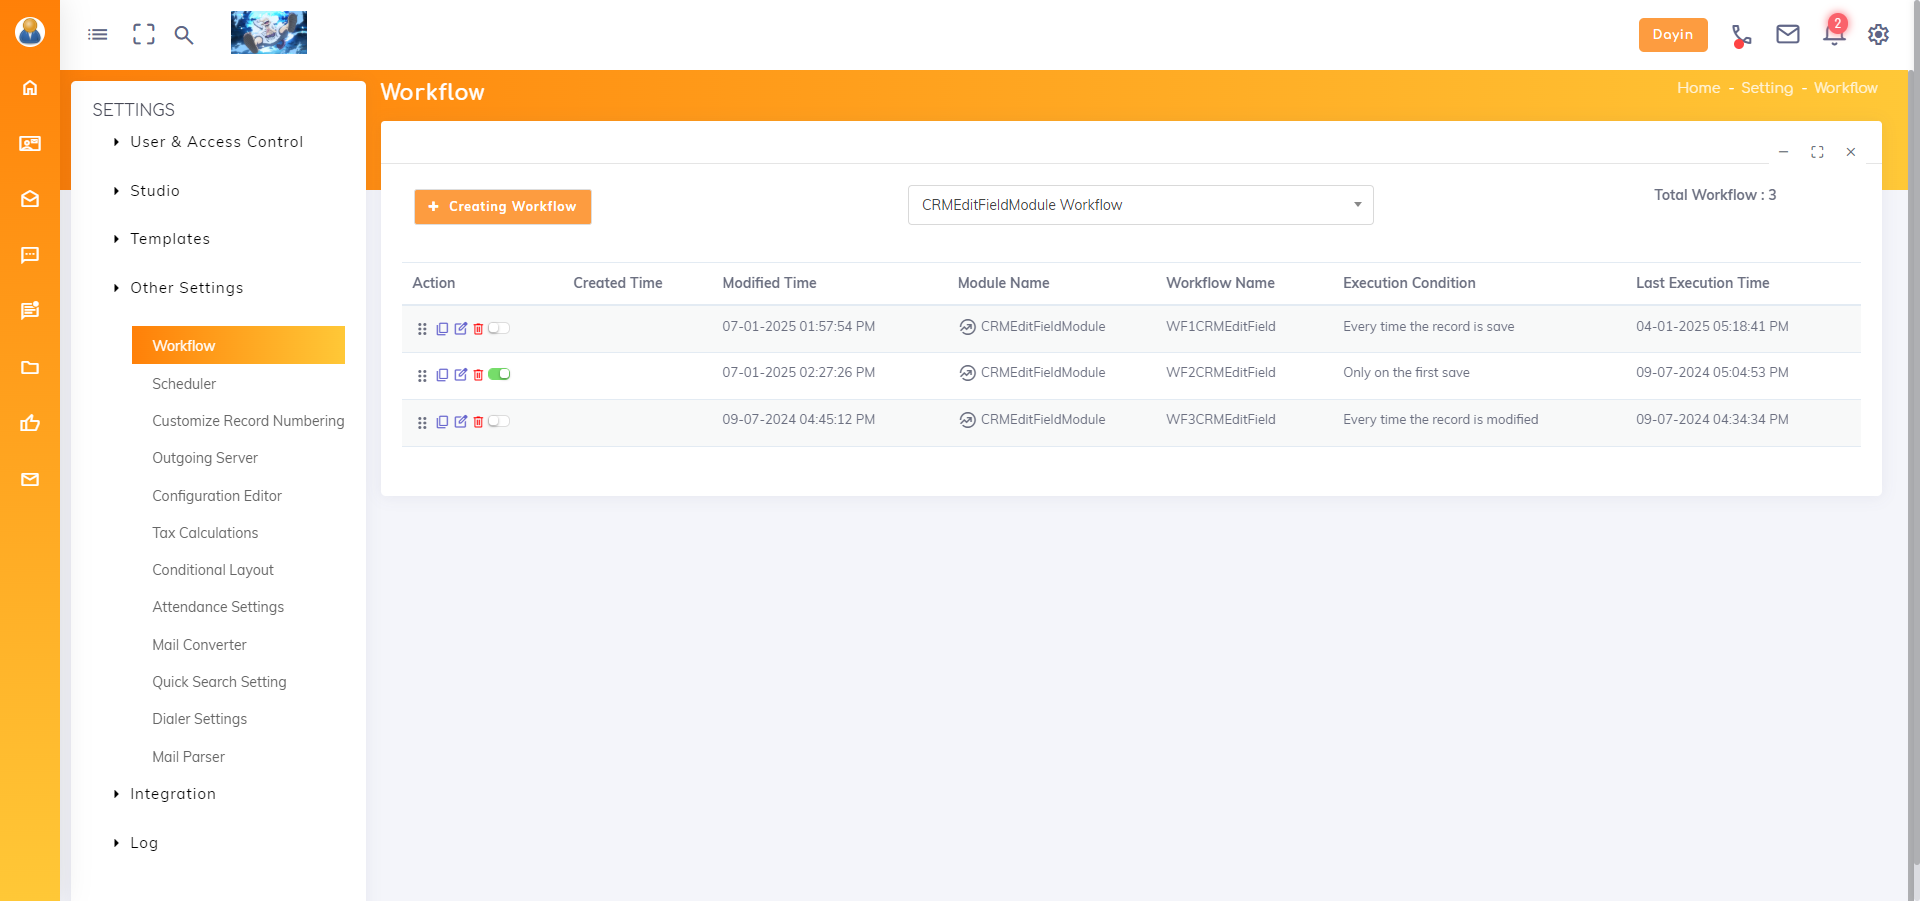 Dayin
2
SETTINGS
User & Access Control
Studio
Templates
Other Settings
Workflow
Scheduler
Customize Record Numbering
Outgoing Server
Configuration Editor
Tax Calculations
Conditional Layout
Attendance Settings
Mail Converter
Quick Search Setting
Dialer Settings
Mail Parser
Integration
Log
Workflow
Home - Setting - Workflow
+ Creating Workflow
CRMEditFieldModule Workflow
Total Workflow : 3
Action Created Time Modified Time Module Name Workflow Name Execution Condition Last Execution Time
07-01-2025 01:57:54 PM CRMEditFieldModule WF1CRMEditField Every time the record is save 04-01-2025 05:18:41 PM
07-01-2025 02:27:26 PM CRMEditFieldModule WF2CRMEditField Only on the first save 09-07-2024 05:04:53 PM
09-07-2024 04:45:12 PM CRMEditFieldModule WF3CRMEditField Every time the record is modified 09-07-2024 04:34:34 PM